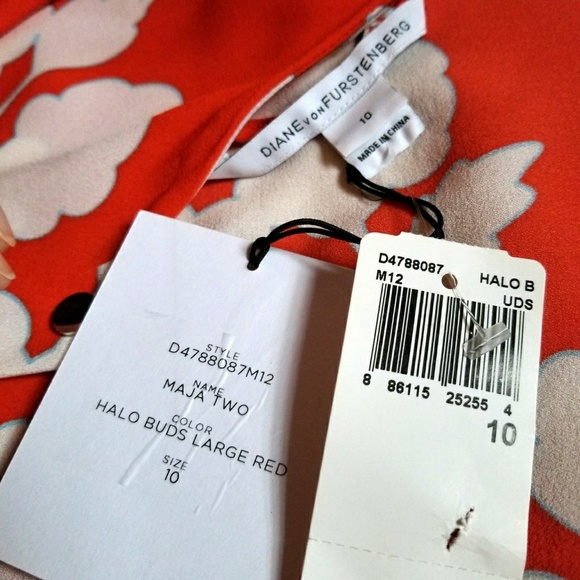 DIANE VON FURSTENBERG
10
MADE IN CHINA
STYLE
D4788087M12
NAME
MAJA TWO
COLOR
HALO BUDS LARGE RED
SIZE
10
D4788087
M12
HALO B
UDS
8 86115 25255 4
10